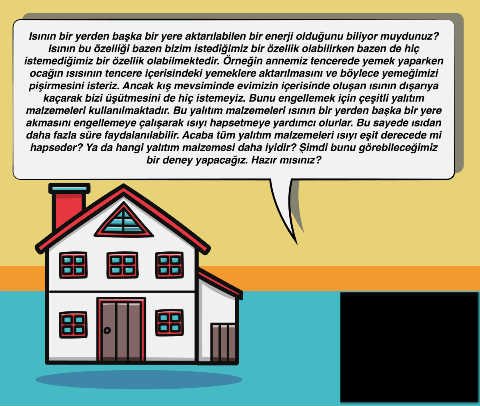 Isının bir yerden başka bir yere aktarılabilen bir enerji olduğunu biliyor muydunuz?
Isının bu özelliği bazen bizim istediğimiz bir özellik olabilirken bazen de hiç
istemediğimiz bir özellik olabilmektedir. Örneğin annemiz tencerede yemek yaparken
ocağın ısısının tencere içerisindeki yemeklere aktarılmasını ve böylece yemeğimizi
pişirmesini isteriz. Ancak kış mevsiminde evimizin içerisinde oluşan ısının dışarıya
kaçarak bizi üşütmesini de hiç istemeyiz. Bunu engellemek için çeşitli yalıtım
malzemeleri kullanılmaktadır. Bu yalıtım malzemeleri ısının bir yerden başka bir yere
akmasını engellemeye çalışarak ısıyı hapsetmeye yardımcı olurlar. Bu sayede ısıdan
daha fazla süre faydalanılabilir. Acaba tüm yalıtım malzemeleri ısıyı eşit derecede mi
hapseder? Ya da hangi yalıtım malzemesi daha iyidir? Şimdi bunu görebileceğimiz
bir deney yapacağız. Hazır mısınız?